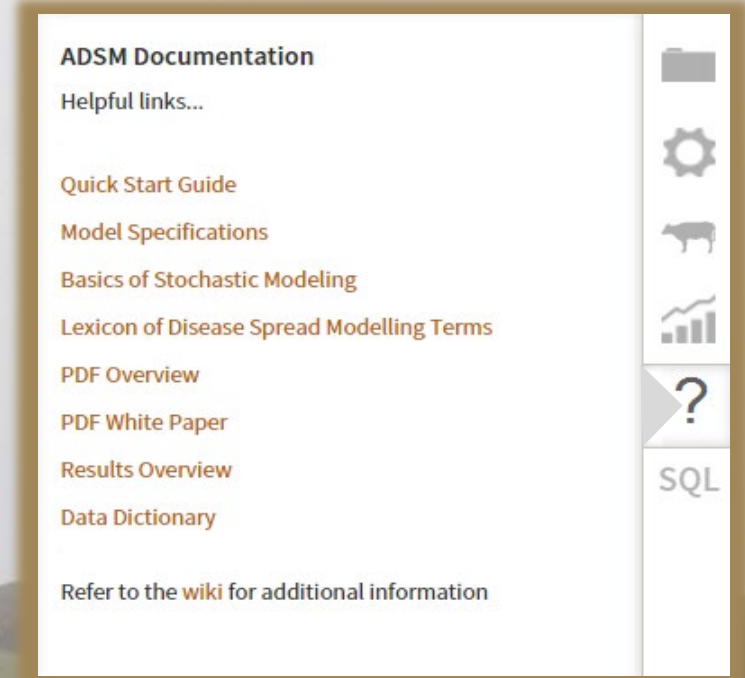 ADSM Documentation
Helpful links...
Quick Start Guide
Model Specifications
Basics of Stochastic Modeling
Lexicon of Disease Spread Modelling Terms
PDF Overview
PDF White Paper
Results Overview
Data Dictionary
Refer to the wiki for additional information
?
SQL